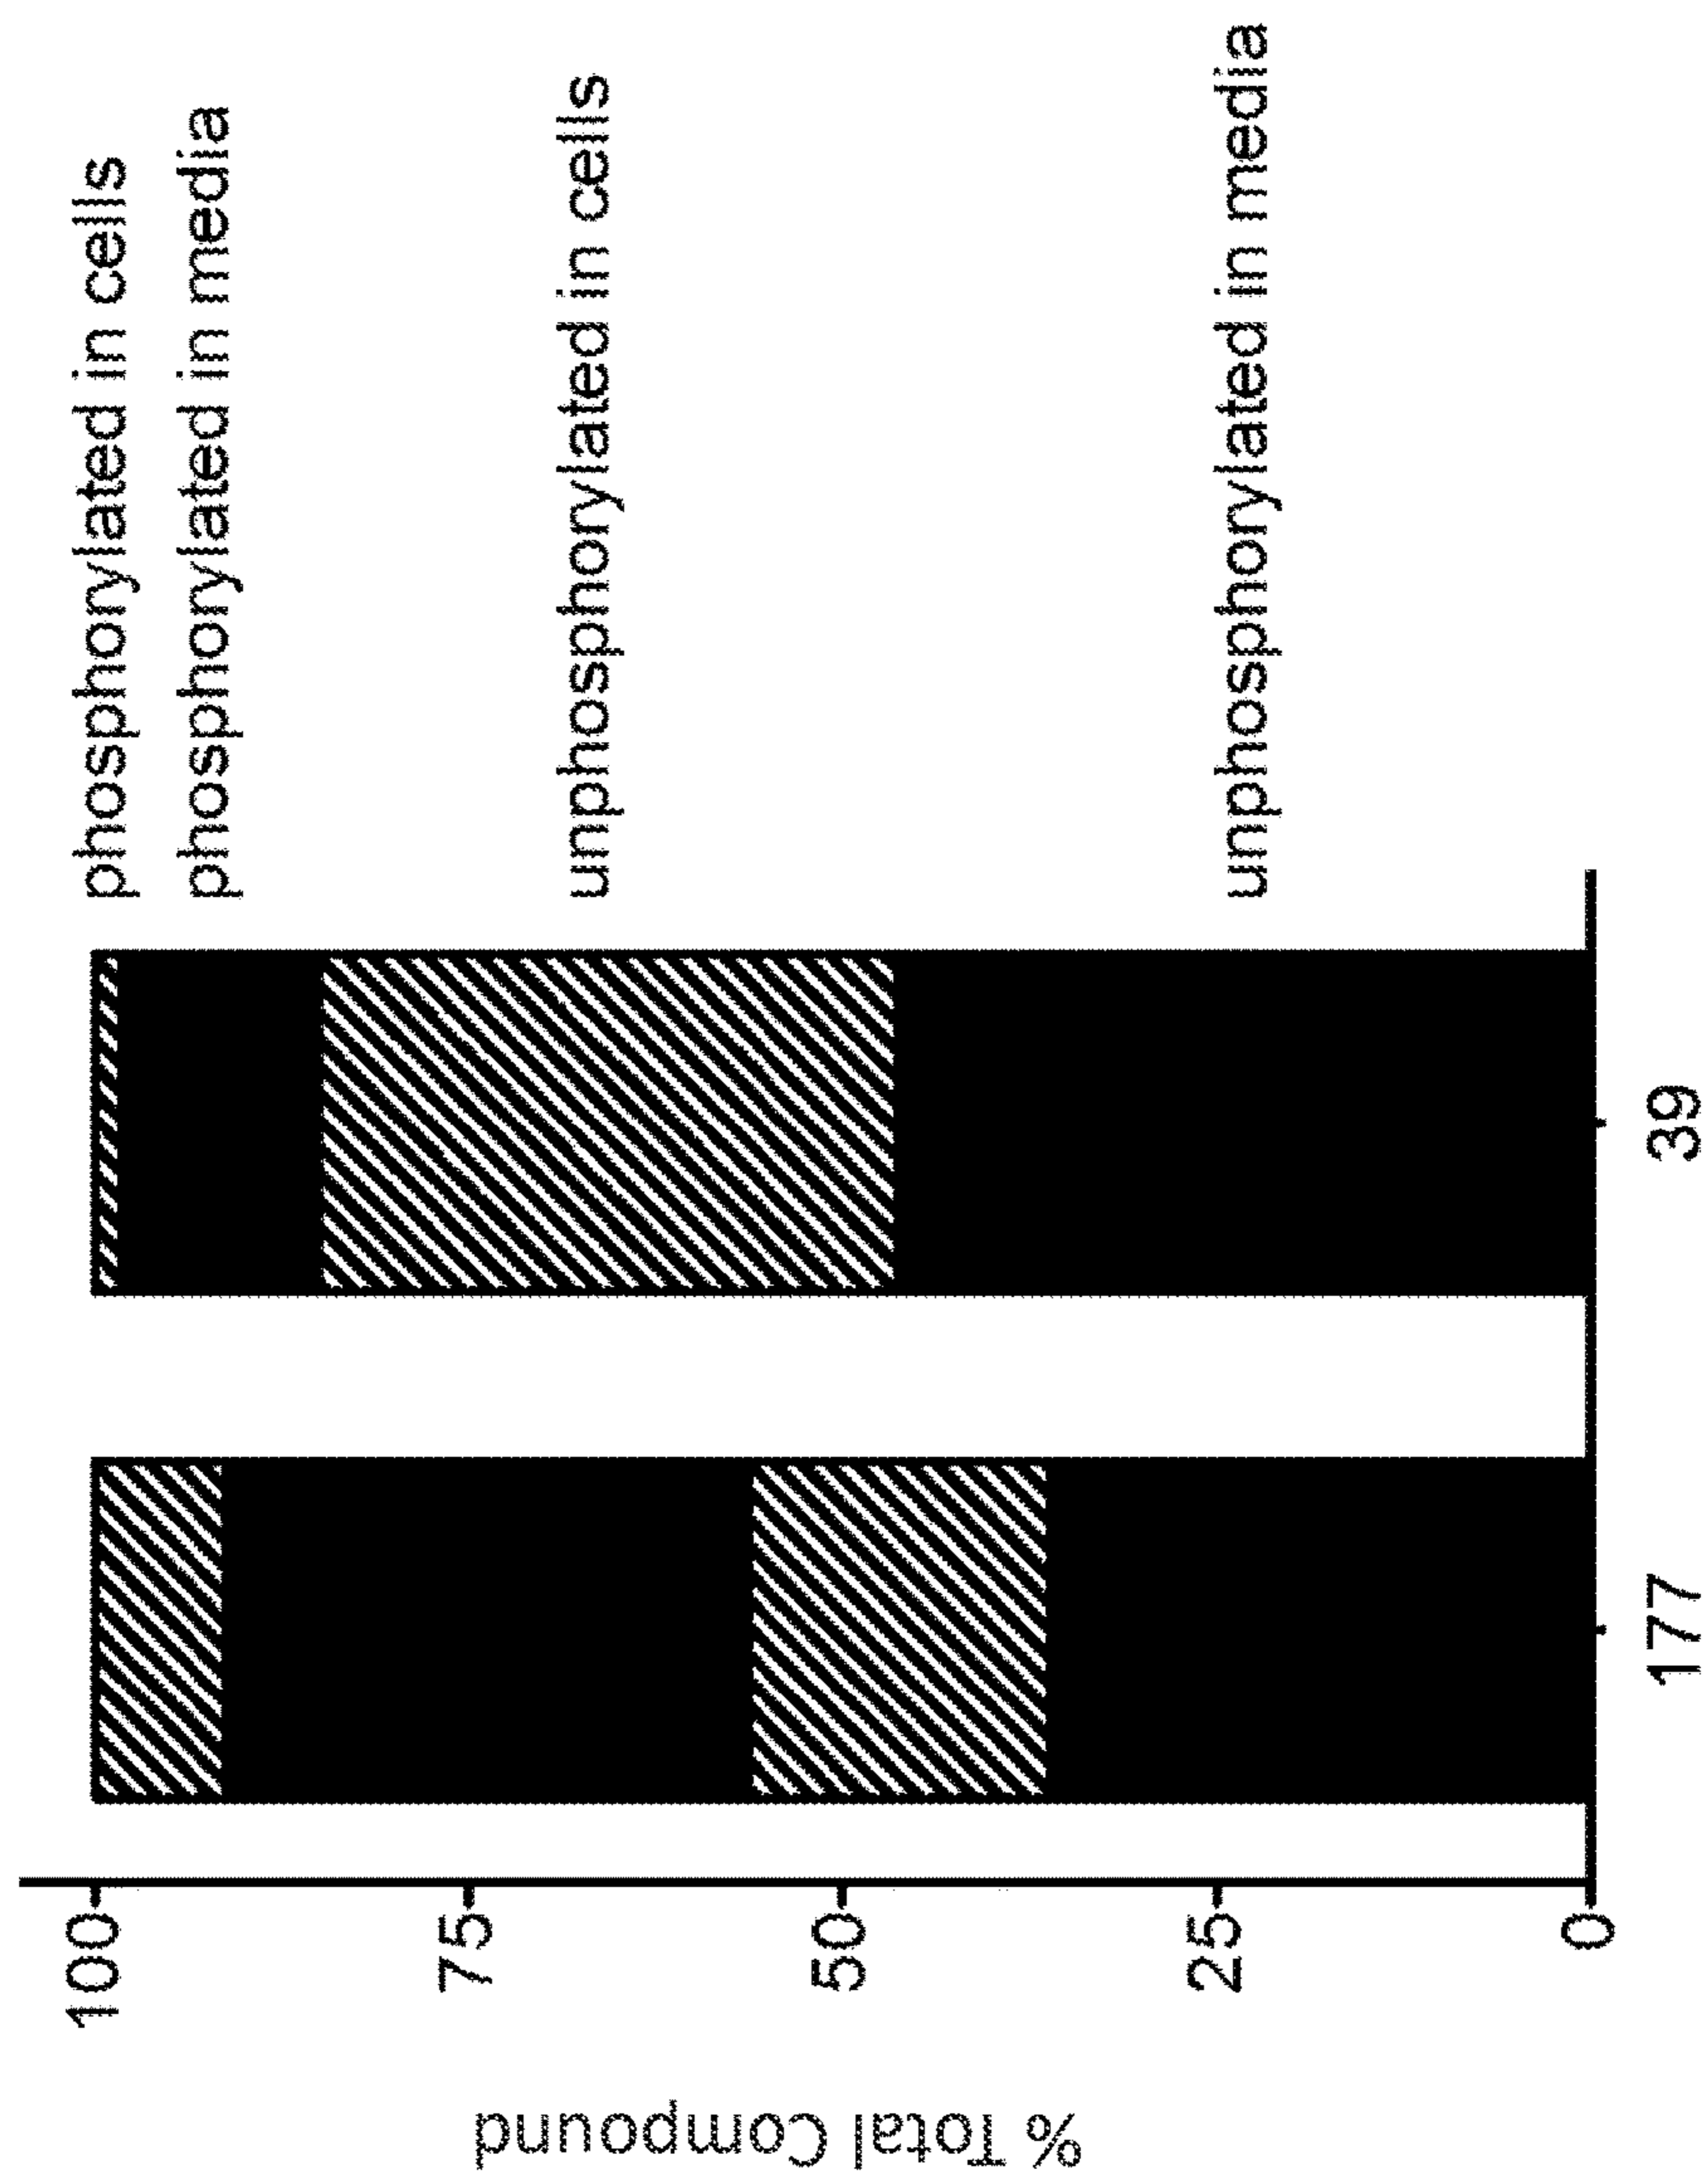 % Total Compound
100
75
50
25
0
177
39
phosphorylated in cells
phosphorylated in media
unphosphorylated in cells
unphosphorylated in media